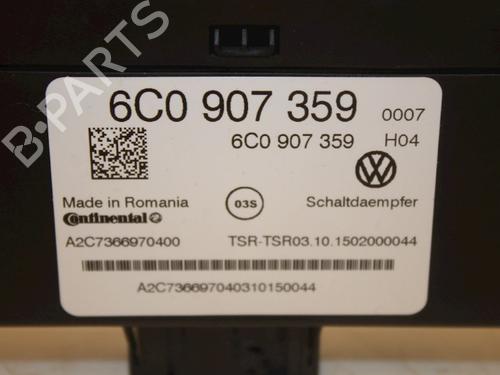 B-PARTS
6C0 907 359 0007
6C0 907 359 H04
Made in Romania 03S Schaltdaempfer
Continental
A2C7366970400 TSR-TSR03.10.1502000044
A2C736697040310150044